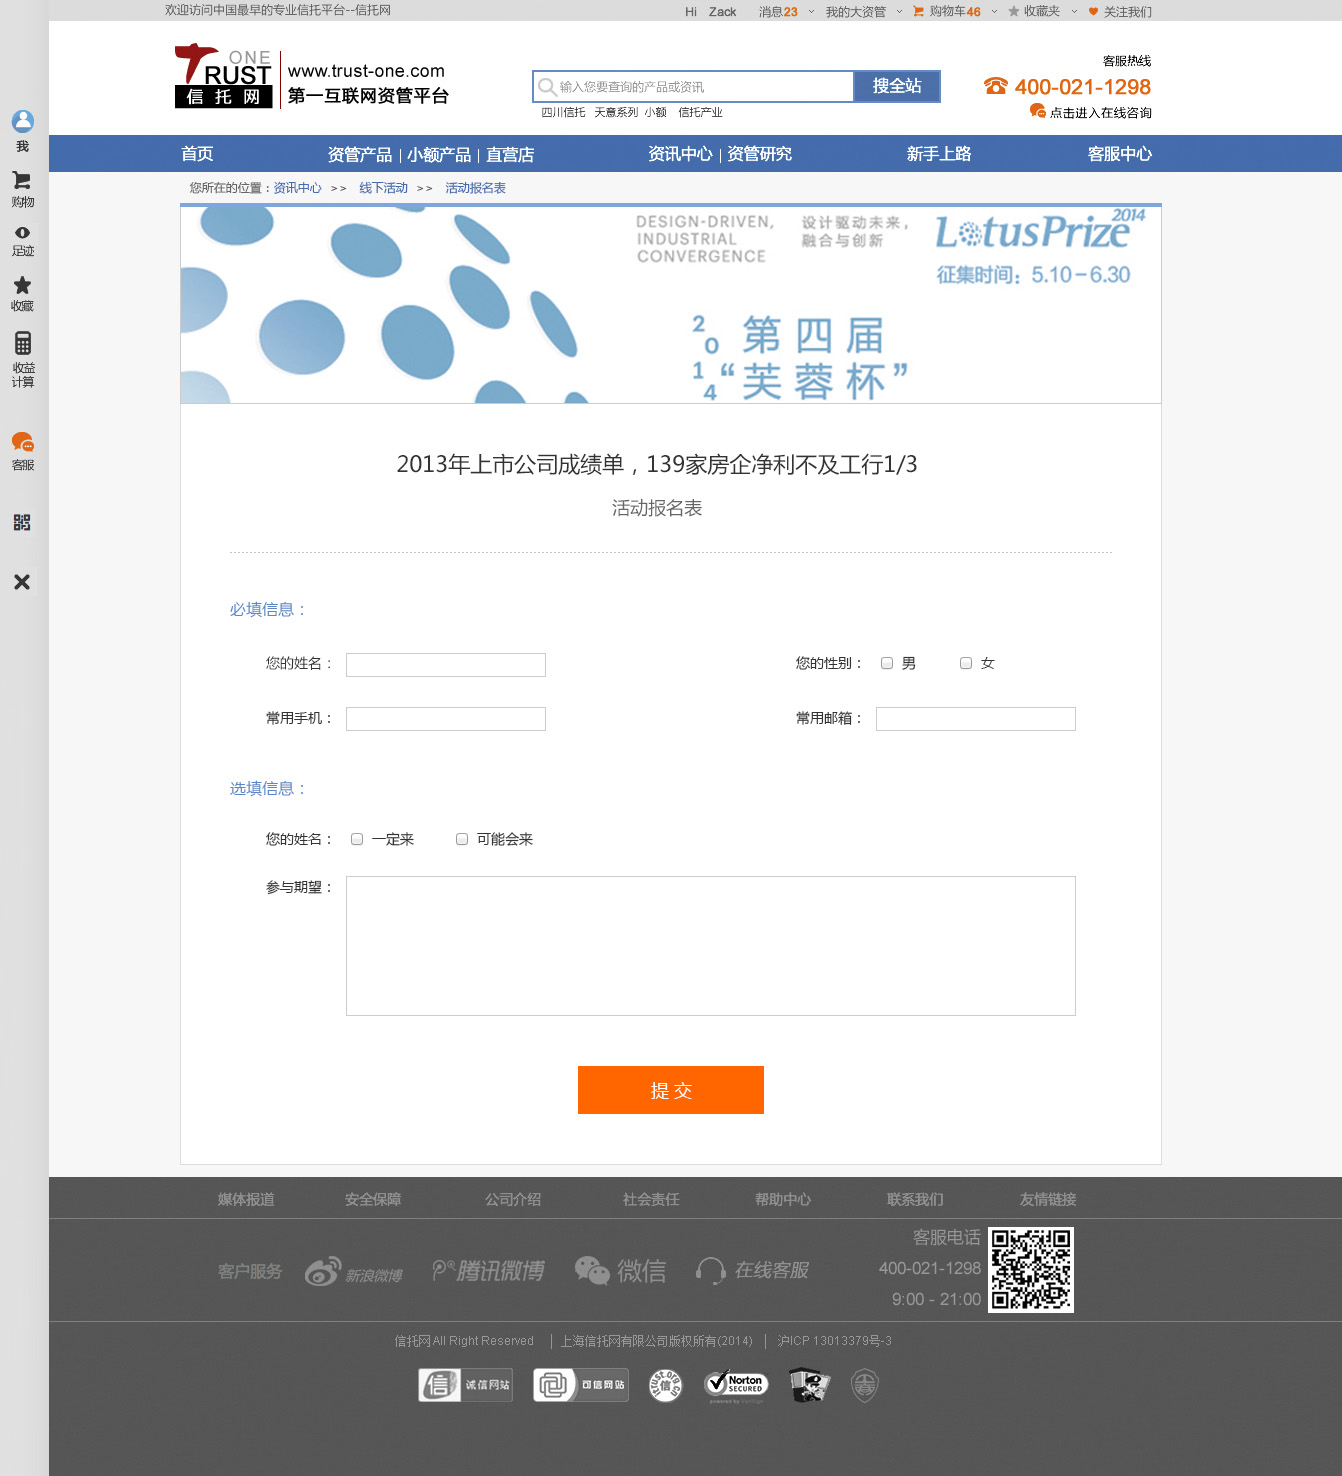 欢迎访问中国最早的专业信托平台--信托网
Hi Zack 消息23 我的大资管 购物车46 收藏夹 关注我们
TRUST ONE
信托网
www.trust-one.com
第一互联网资管平台
输入您要查询的产品或资讯
搜全站
四川信托 天意系列 小额 信托产业
客服热线
400-021-1298
点击进入在线咨询
我
购物
足迹
收藏
收益
计算
客服
首页 资管产品 | 小额产品 | 直营店 资讯中心 | 资管研究 新手上路 客服中心
您所在的位置：资讯中心 >> 线下活动 >> 活动报名表
DESIGN-DRIVEN,
INDUSTRIAL
CONVERGENCE
设计驱动未来，
融合与创新
LotusPrize 2014
征集时间：5.10－6.30
2014
第四届
“芙蓉杯”
2013年上市公司成绩单，139家房企净利不及工行1/3
活动报名表
必填信息：
您的姓名：
您的性别： 男 女
常用手机：
常用邮箱：
选填信息：
您的姓名： 一定来 可能会来
参与期望：
提 交
媒体报道 安全保障 公司介绍 社会责任 帮助中心 联系我们 友情链接
客户服务 新浪微博 腾讯微博 微信 在线客服
客服电话
400-021-1298
9:00 - 21:00
信托网 All Right Reserved | 上海信托网有限公司版权所有(2014) | 沪ICP 13013379号-3
信 诚信网站
可信网站
信 trust.org.cn
Norton
SECURED